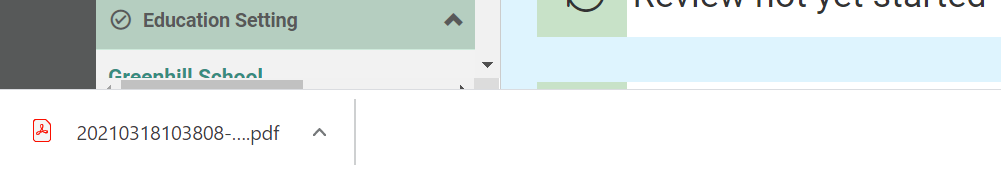 Education Setting
Review not yet started
Greenhill School
20210318103808-....pdf